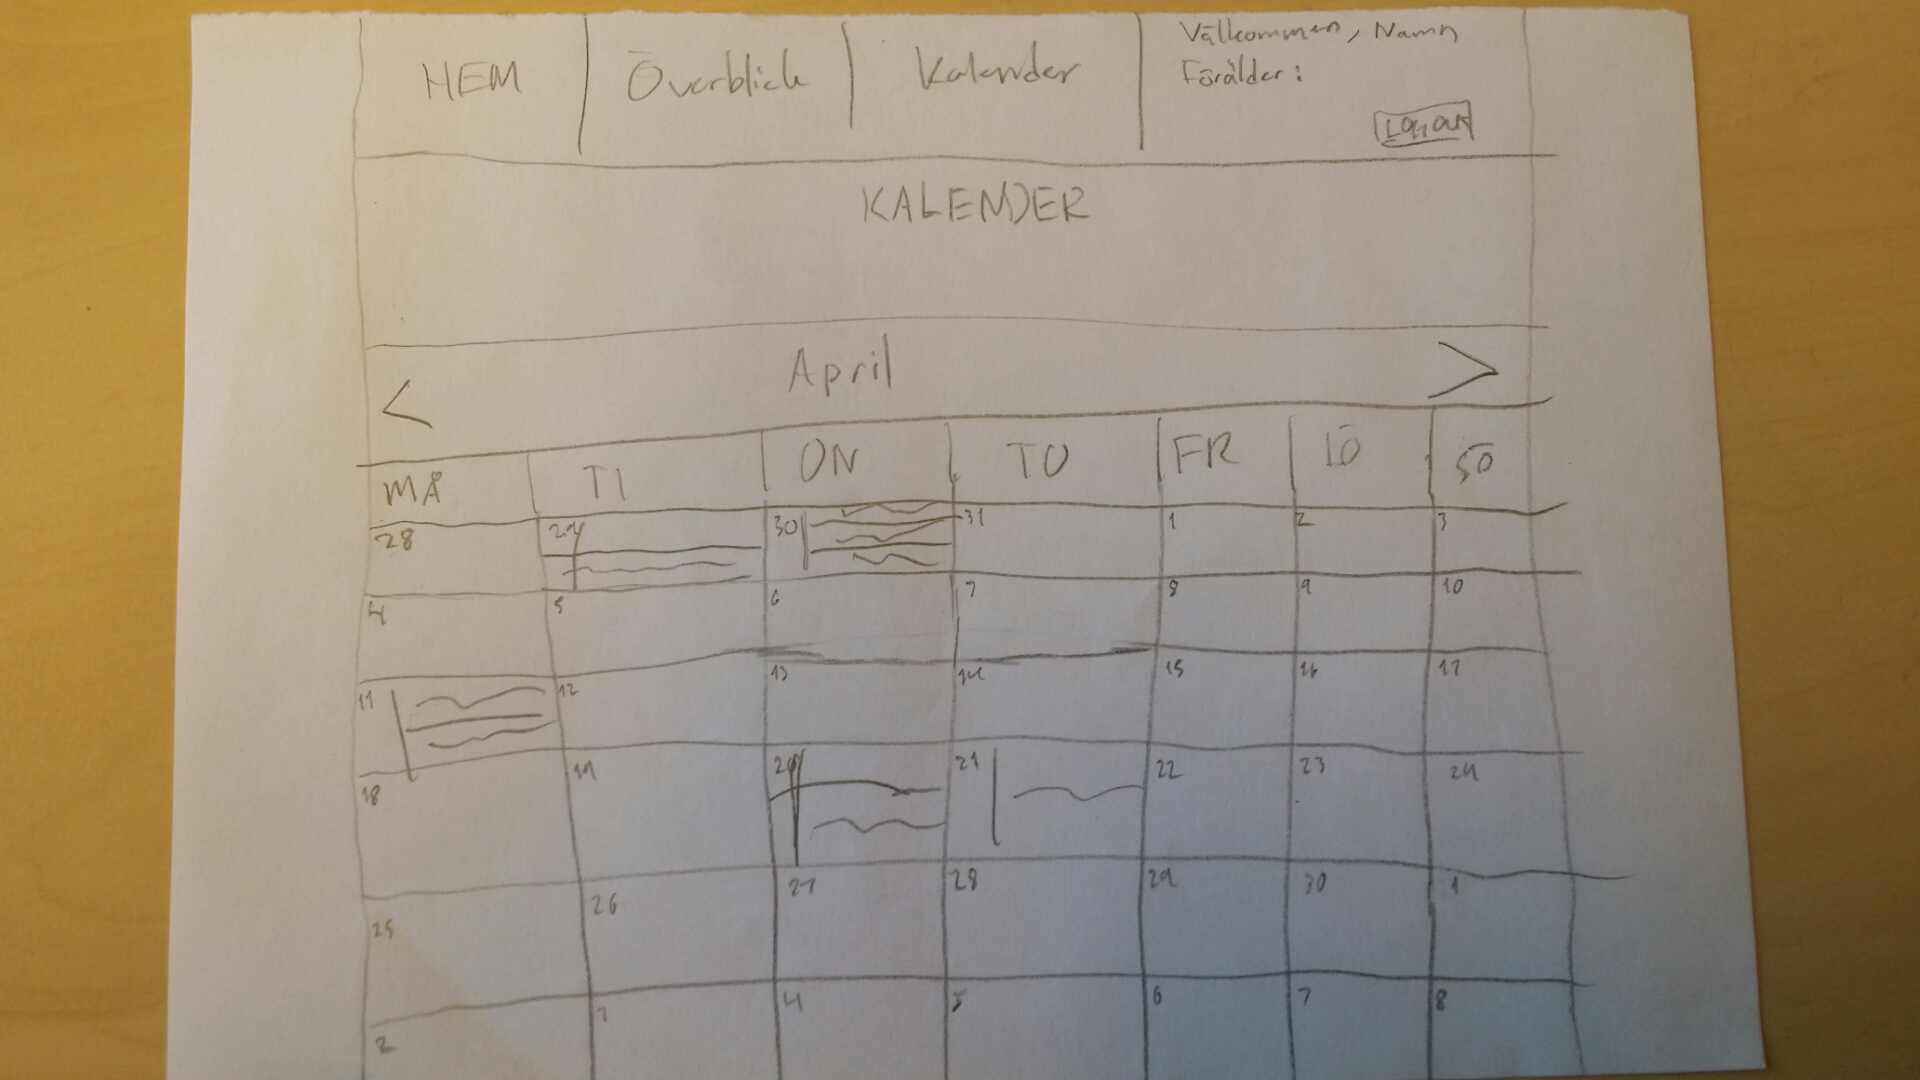 HEM Överblick Kalender Välkommen, Namn
Förälder:
KALENDER
< April >
MÅ TI ON TO FR LÖ SÖ
28 29 30 31 1 2 3
4 5 6 7 8 9 10
11 12 13 14 15 16 17
18 19 20 21 22 23 24
25 26 27 28 29 30 1
2 3 4 5 6 7 8